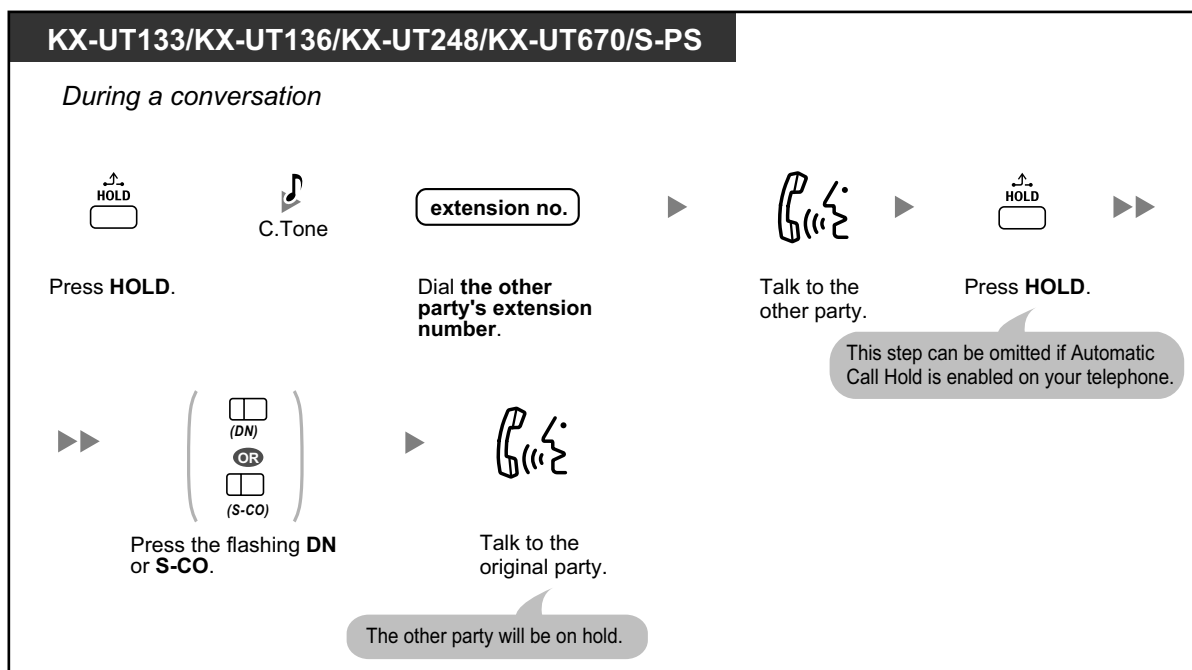 KX-UT133/KX-UT136/KX-UT248/KX-UT670/S-PS
During a conversation
HOLD
C.Tone
extension no.
HOLD
Press HOLD.
Dial the other
party's extension
number.
Talk to the
other party.
Press HOLD.
This step can be omitted if Automatic
Call Hold is enabled on your telephone.
(DN)
OR
(S-CO)
Press the flashing DN
or S-CO.
Talk to the
original party.
The other party will be on hold.